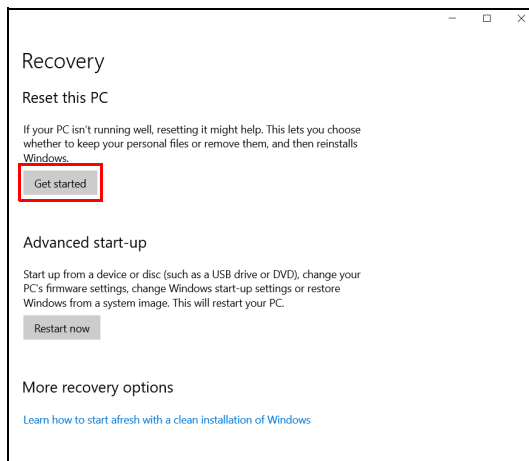 Recovery
Reset this PC
If your PC isn't running well, resetting it might help. This lets you choose
whether to keep your personal files or remove them, and then reinstalls
Windows.
Get started
Advanced start-up
Start up from a device or disc (such as a USB drive or DVD), change your
PC's firmware settings, change Windows start-up settings or restore
Windows from a system image. This will restart your PC.
Restart now
More recovery options
Learn how to start afresh with a clean installation of Windows